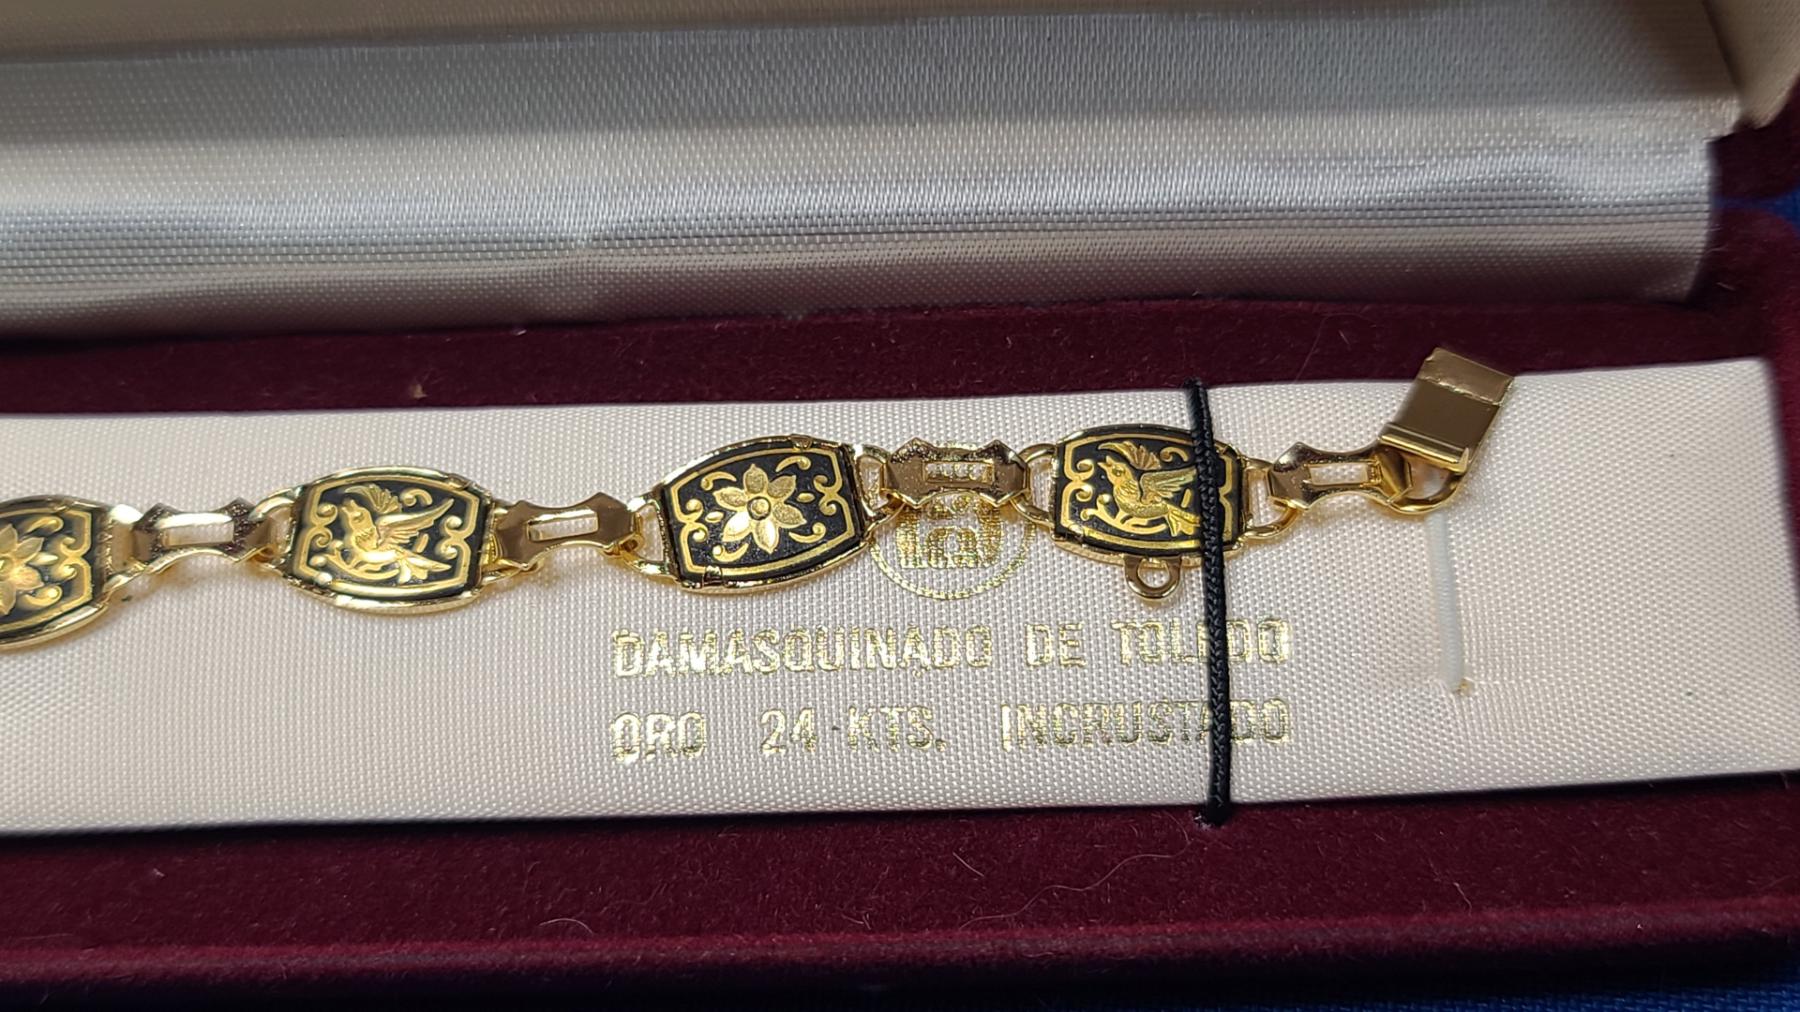 DAMASQUINADO DE TOLEDO
ORO 24 KTS. INCRUSTADO